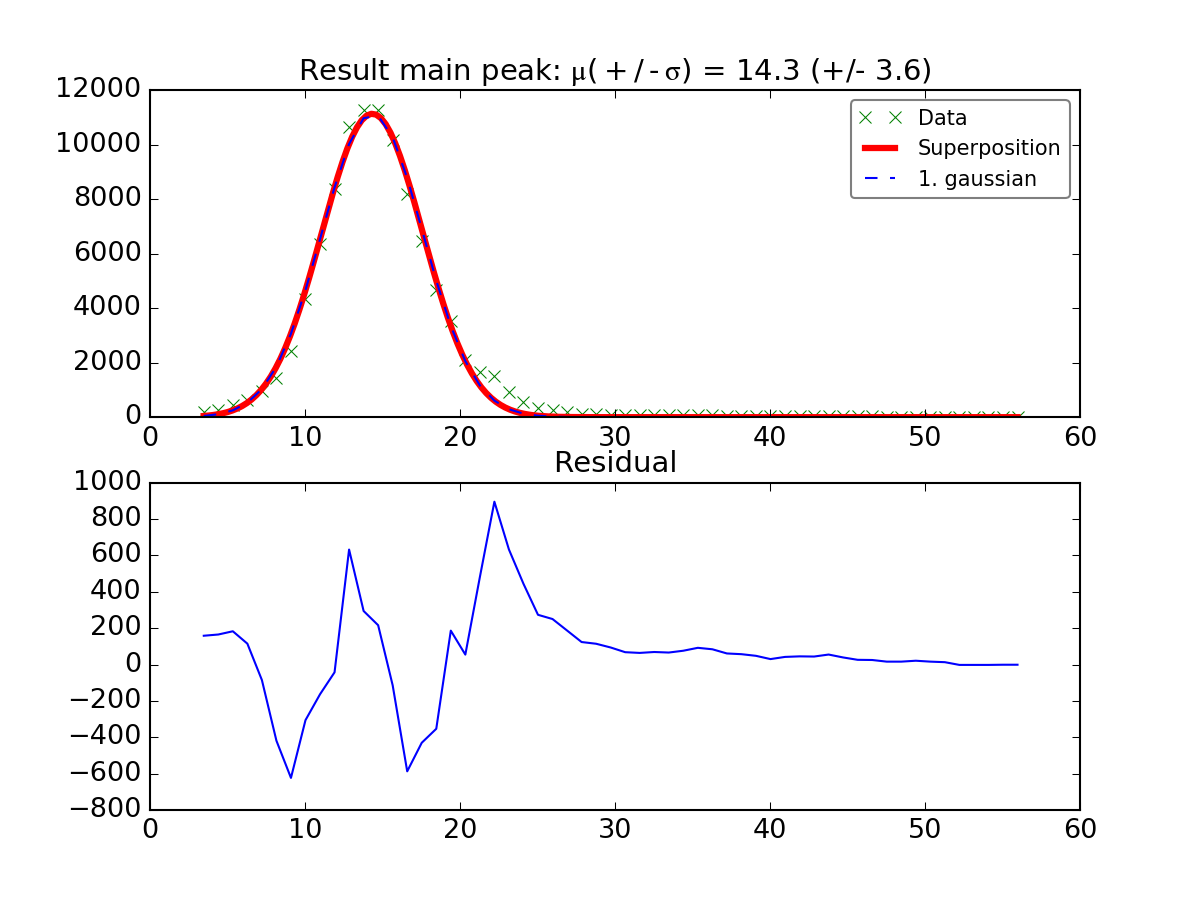 Result main peak: μ( + / - σ) = 14.3 (+/- 3.6)
12000
10000
8000
6000
4000
2000
0
Data
Superposition
1. gaussian
0 10 20 30 40 50 60
Residual
1000
800
600
400
200
0
−200
−400
−600
−800
0 10 20 30 40 50 60